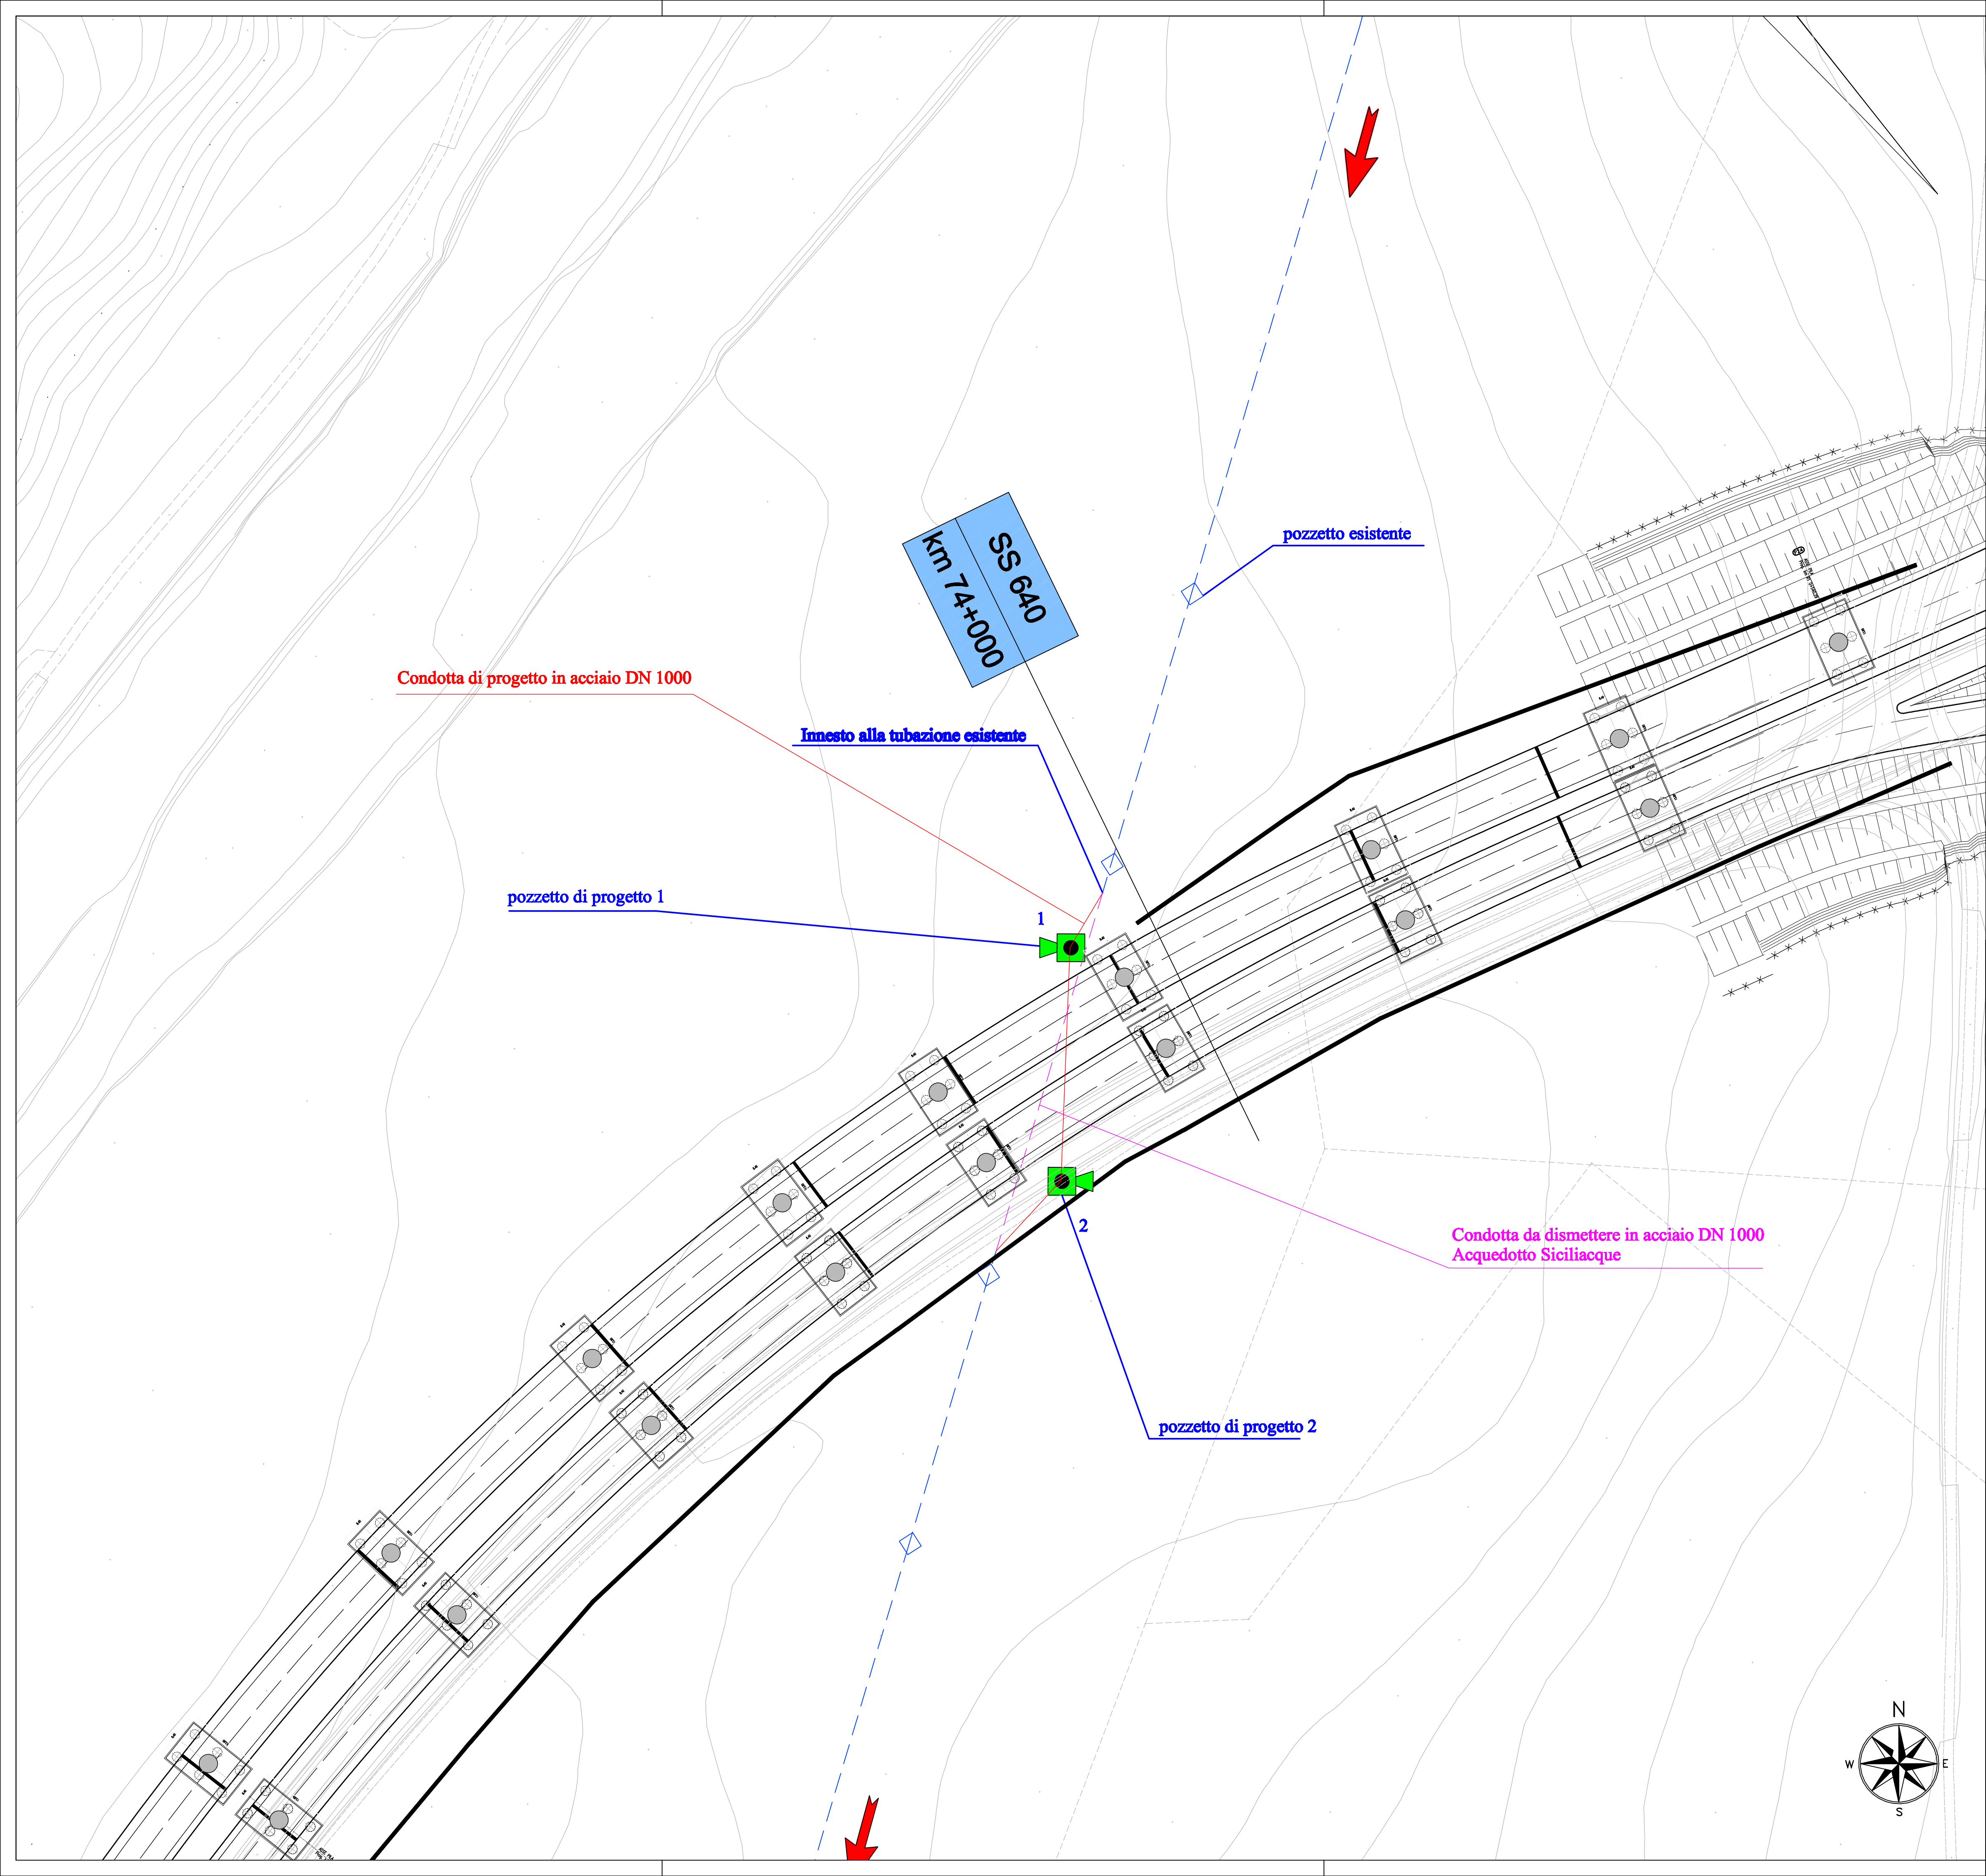 pozzetto esistente
SS 640
km 74+000
Condotta di progetto in acciaio DN 1000
Innesto alla tubazione esistente
pozzetto di progetto 1
1
2
Condotta da dismettere in acciaio DN 1000
Acquedotto Siciliacque
pozzetto di progetto 2
N
W
E
S